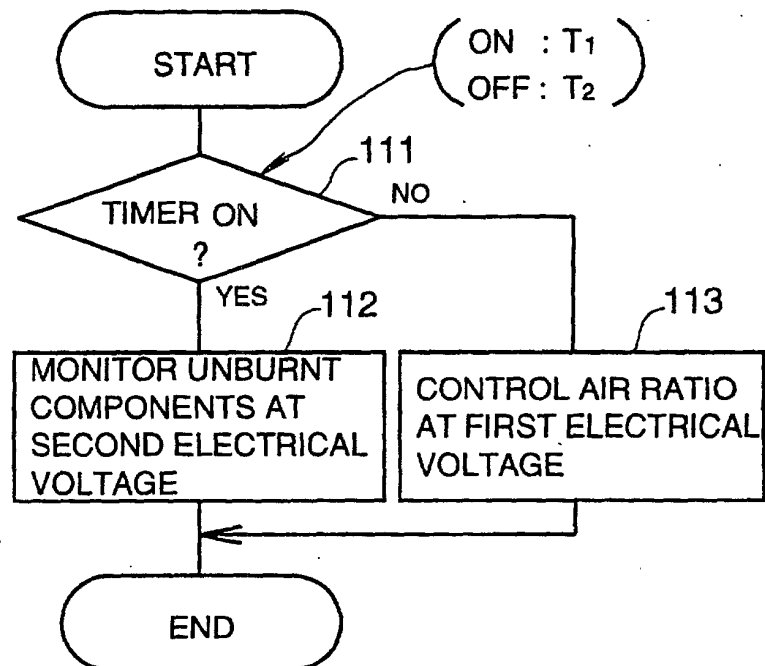 START
ON : T1
OFF : T2
111
TIMER ON
?
NO
YES
112
113
MONITOR UNBURNT
COMPONENTS AT
SECOND ELECTRICAL
VOLTAGE
CONTROL AIR RATIO
AT FIRST ELECTRICAL
VOLTAGE
END